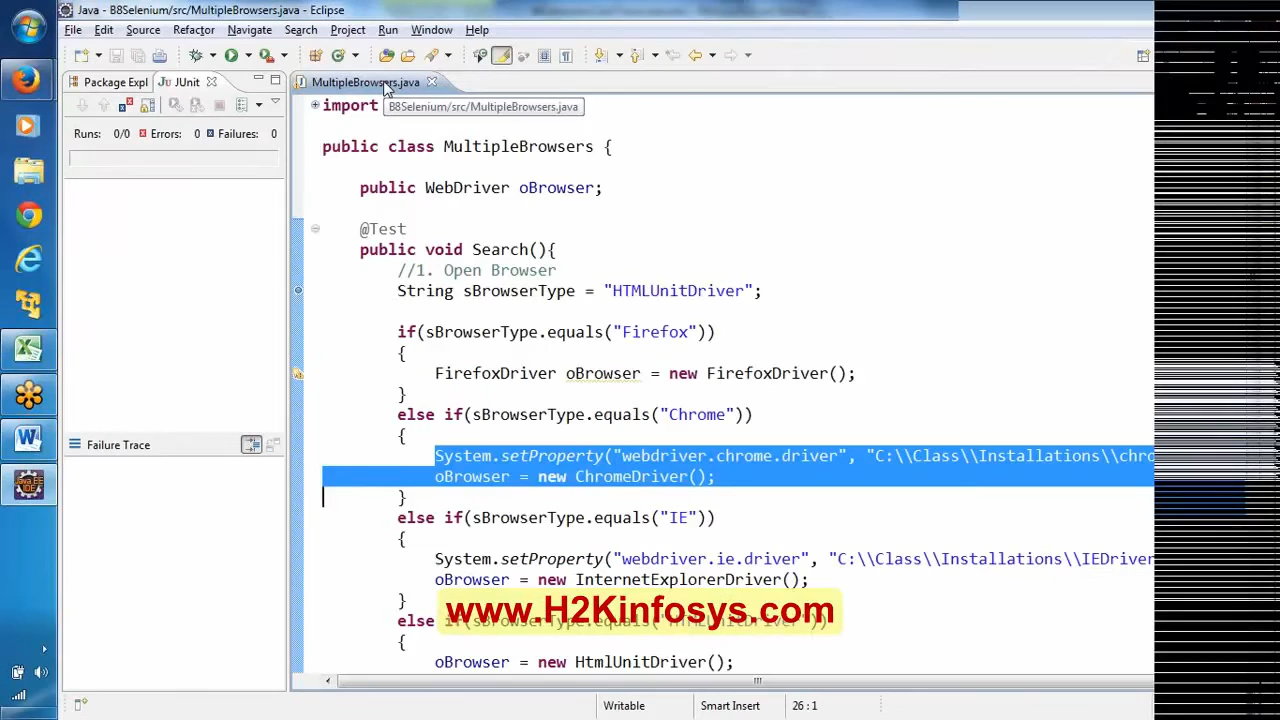 Java - B8Selenium/src/MultipleBrowsers.java - Eclipse
File Edit Source Refactor Navigate Search Project Run Window Help
Package Expl JUnit
MultipleBrowsers.java
B8Selenium/src/MultipleBrowsers.java
Runs: 0/0 Errors: 0 Failures: 0
Failure Trace
import
public class MultipleBrowsers {
public WebDriver oBrowser;
@Test
public void Search(){
//1. Open Browser
String sBrowserType = "HTMLUnitDriver";
if(sBrowserType.equals("Firefox"))
{
FirefoxDriver oBrowser = new FirefoxDriver();
}
else if(sBrowserType.equals("Chrome"))
{
System.setProperty("webdriver.chrome.driver", "C:\\Class\\Installations\\chro
oBrowser = new ChromeDriver();
}
else if(sBrowserType.equals("IE"))
{
System.setProperty("webdriver.ie.driver", "C:\\Class\\Installations\\IEDriver
oBrowser = new InternetExplorerDriver();
}
www.H2Kinfosys.com
else
{
oBrowser = new HtmlUnitDriver();
Writable Smart Insert 26 : 1